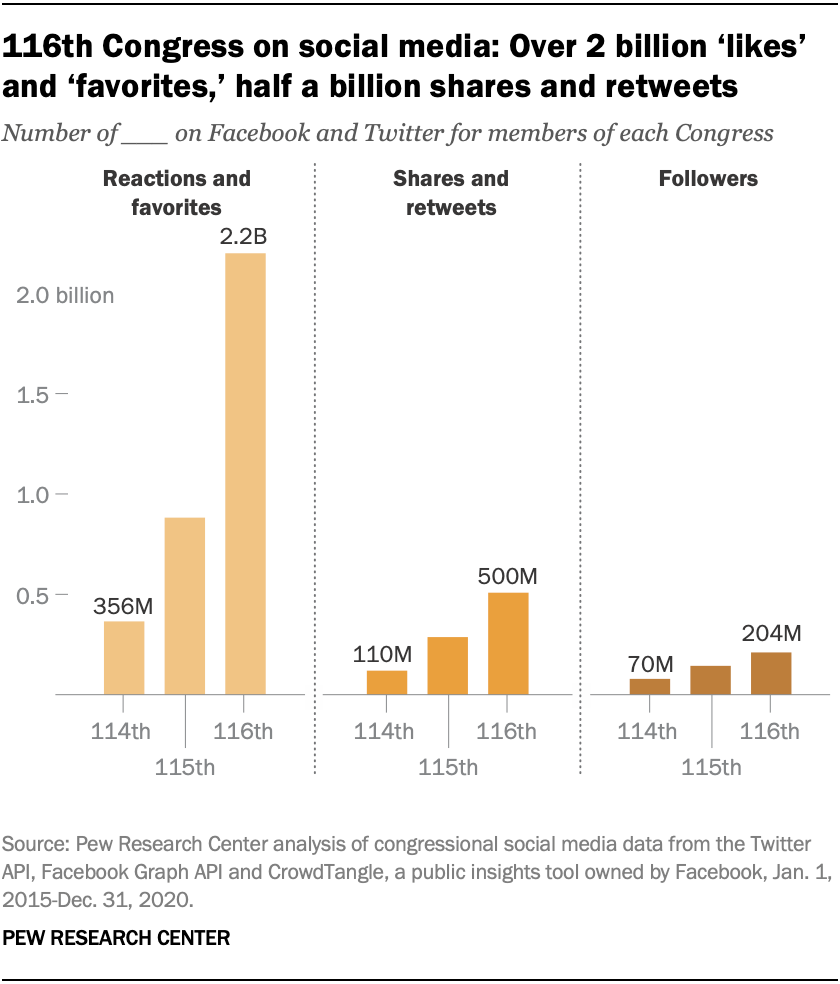 116th Congress on social media: Over 2 billion ‘likes’
and ‘favorites,’ half a billion shares and retweets
Number of ____ on Facebook and Twitter for members of each Congress
Reactions and
favorites
2.2B
2.0 billion
1.5
1.0
0.5
356M
114th
115th
116th
Shares and
retweets
110M
500M
114th
115th
116th
Followers
70M
204M
114th
115th
116th
Source: Pew Research Center analysis of congressional social media data from the Twitter
API, Facebook Graph API and CrowdTangle, a public insights tool owned by Facebook, Jan. 1,
2015-Dec. 31, 2020.
PEW RESEARCH CENTER